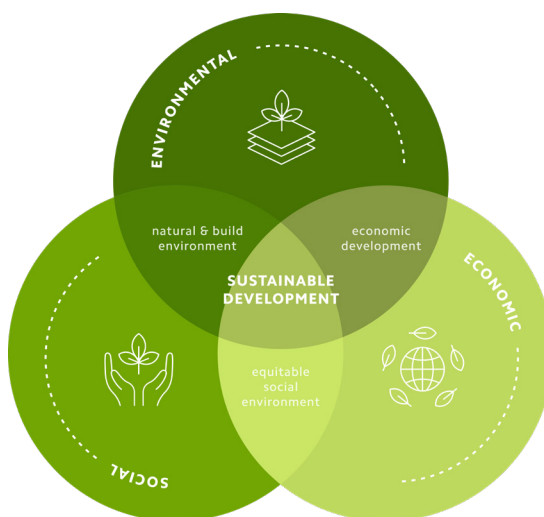 ENVIRONMENTAL
natural & build
environment
economic
development
SUSTAINABLE
DEVELOPMENT
ECONOMIC
equitable
social
environment
SOCIAL